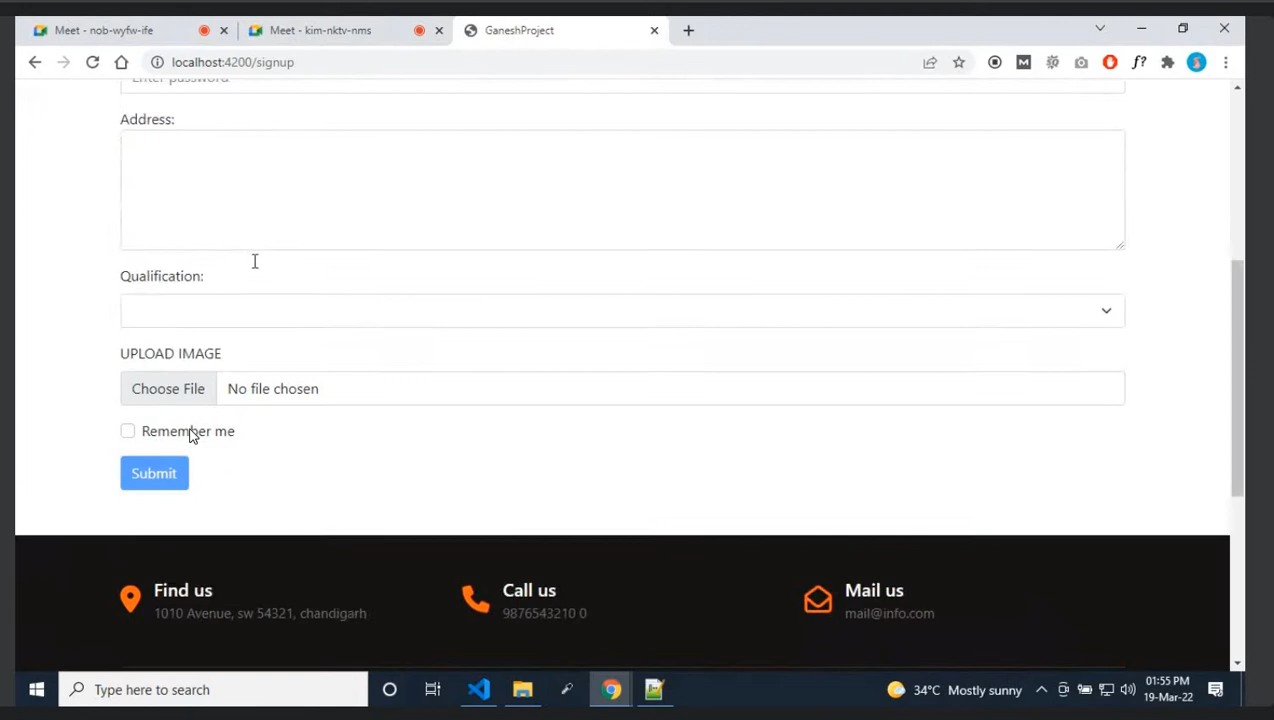 Meet - nob-wyfw-ife
Meet - kim-nktv-nms
GaneshProject
localhost:4200/signup
Enter password
Address:
Qualification:
UPLOAD IMAGE
Choose File No file chosen
Remember me
Submit
Find us
1010 Avenue, sw 54321, chandigarh
Call us
9876543210 0
Mail us
mail@info.com
Type here to search
34°C Mostly sunny
01:55 PM
19-Mar-22